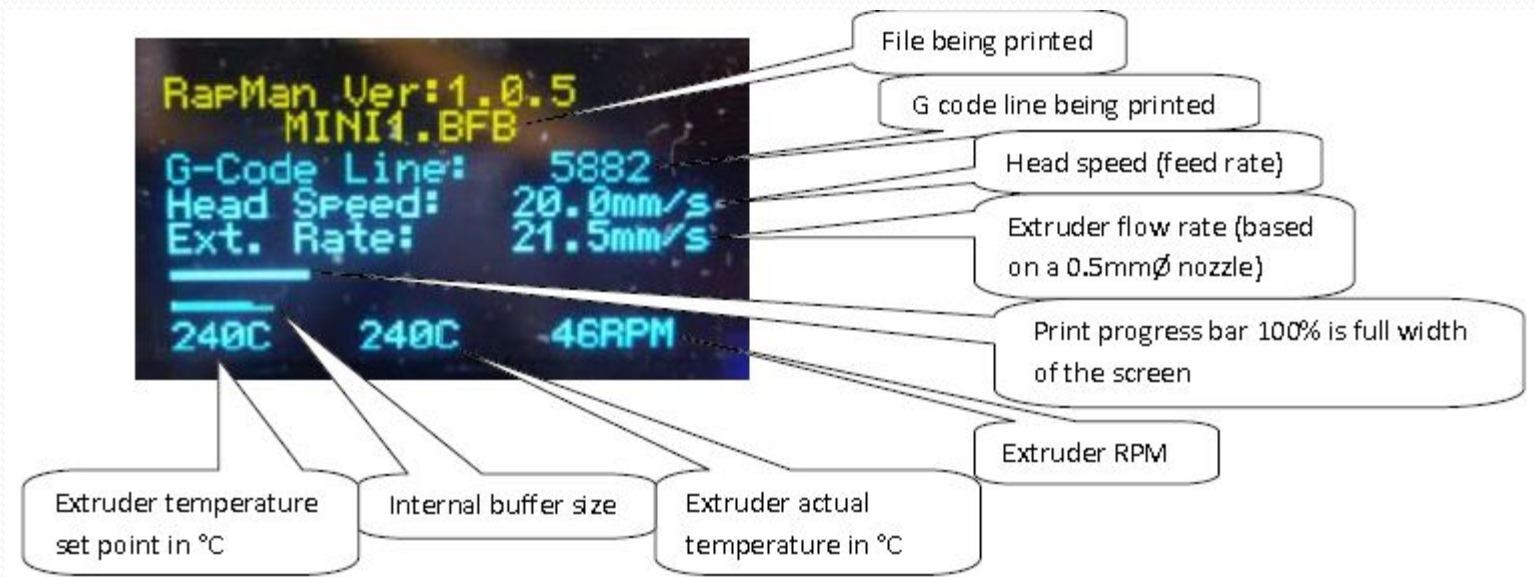 RapMan Ver:1.0.5
MINI1.BFB
G-Code Line: 5882
Head Speed: 20.0mm/s
Ext. Rate: 21.5mm/s
240C 240C 46RPM
File being printed
G code line being printed
Head speed (feed rate)
Extruder flow rate (based
on a 0.5mmØ nozzle)
Print progress bar 100% is full width
of the screen
Extruder RPM
Extruder temperature
set point in °C
Internal buffer size
Extruder actual
temperature in °C